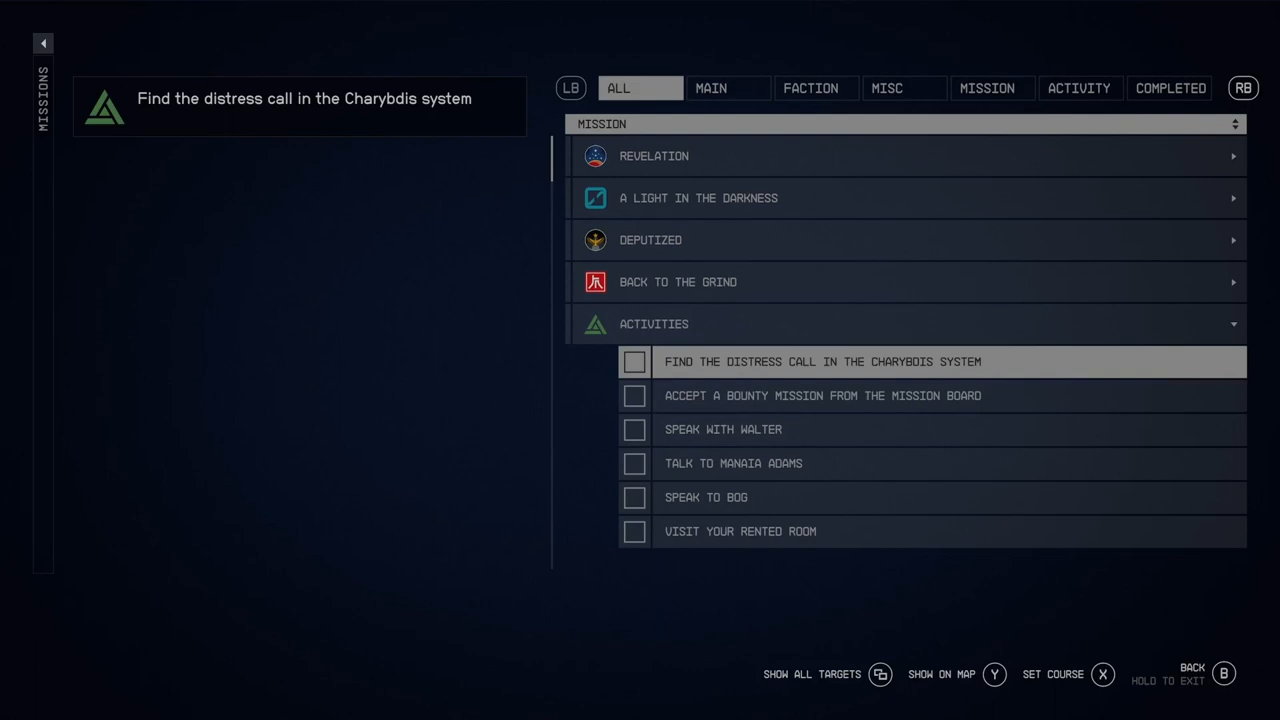 MISSIONS
Find the distress call in the Charybdis system
LB ALL MAIN FACTION MISC MISSION ACTIVITY COMPLETED RB
MISSION
REVELATION
A LIGHT IN THE DARKNESS
DEPUTIZED
BACK TO THE GRIND
ACTIVITIES
FIND THE DISTRESS CALL IN THE CHARYBDIS SYSTEM
ACCEPT A BOUNTY MISSION FROM THE MISSION BOARD
SPEAK WITH WALTER
TALK TO MANAIA ADAMS
SPEAK TO BOG
VISIT YOUR RENTED ROOM
SHOW ALL TARGETS SHOW ON MAP Y SET COURSE X BACK B
HOLD TO EXIT